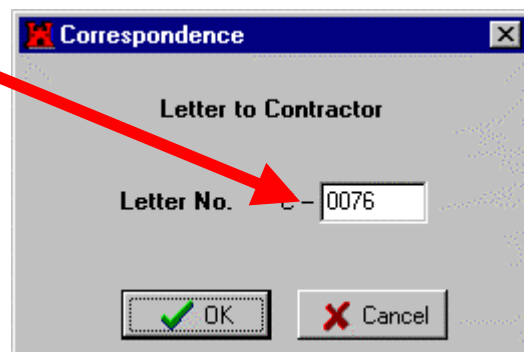 Correspondence
Letter to Contractor
Letter No. C – 0076
OK Cancel